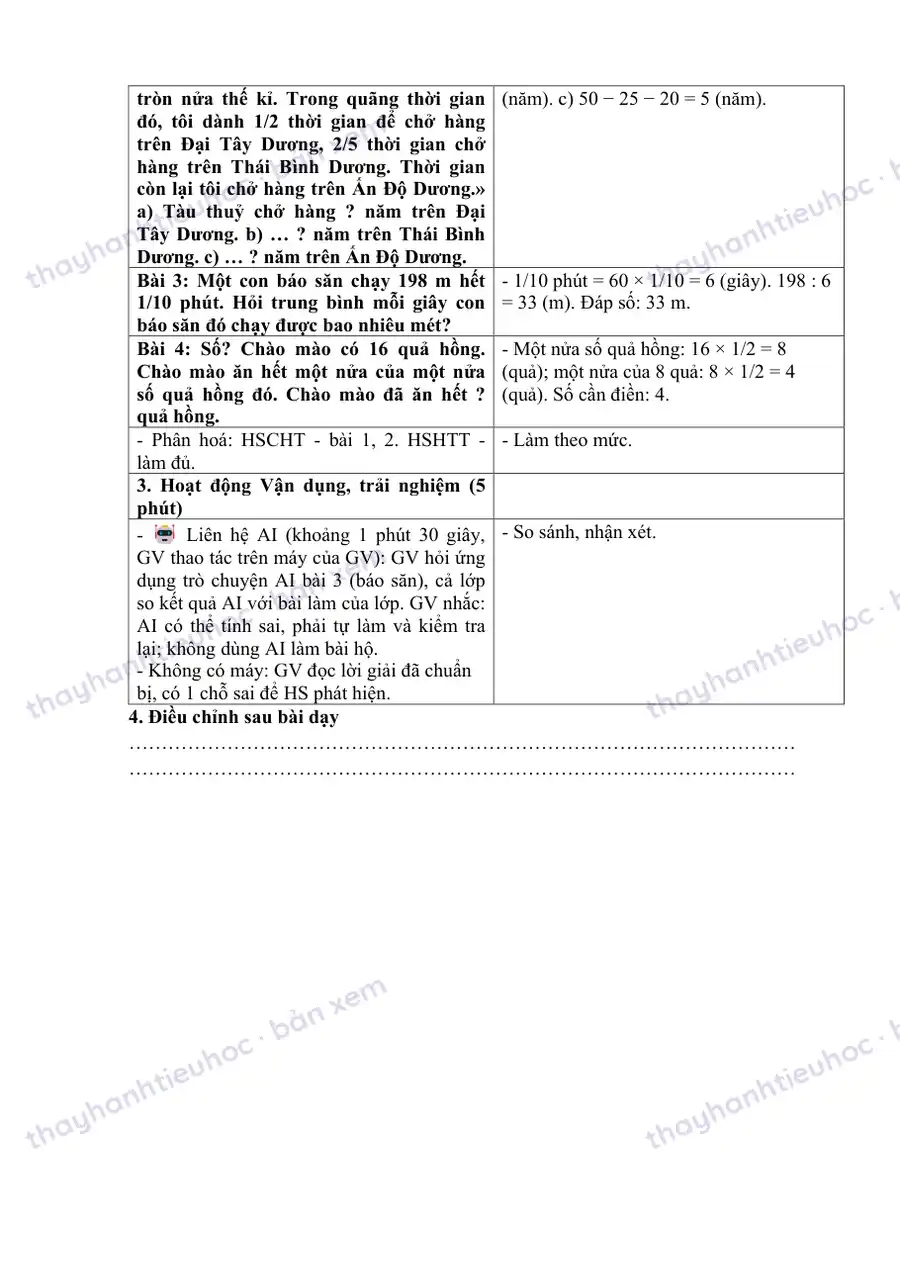 tròn nửa thế kỉ. Trong quãng thời gian
đó, tôi dành 1/2 thời gian để chở hàng
trên Đại Tây Dương, 2/5 thời gian chở
hàng trên Thái Bình Dương. Thời gian
còn lại tôi chở hàng trên Ấn Độ Dương.»
a) Tàu thuỷ chở hàng ? năm trên Đại
Tây Dương. b) … ? năm trên Thái Bình
Dương. c) … ? năm trên Ấn Độ Dương.
(năm). c) 50 − 25 − 20 = 5 (năm).
Bài 3: Một con báo săn chạy 198 m hết
1/10 phút. Hỏi trung bình mỗi giây con
báo săn đó chạy được bao nhiêu mét?
- 1/10 phút = 60 × 1/10 = 6 (giây). 198 : 6
= 33 (m). Đáp số: 33 m.
Bài 4: Số? Chào mào có 16 quả hồng.
Chào mào ăn hết một nửa của một nửa
số quả hồng đó. Chào mào đã ăn hết ?
quả hồng.
- Một nửa số quả hồng: 16 × 1/2 = 8
(quả); một nửa của 8 quả: 8 × 1/2 = 4
(quả). Số cần điền: 4.
- Phân hoá: HSCHT - bài 1, 2. HSHTT -
làm đủ.
- Làm theo mức.
3. Hoạt động Vận dụng, trải nghiệm (5
phút)
- Liên hệ AI (khoảng 1 phút 30 giây,
GV thao tác trên máy của GV): GV hỏi ứng
dụng trò chuyện AI bài 3 (báo săn), cả lớp
so kết quả AI với bài làm của lớp. GV nhắc:
AI có thể tính sai, phải tự làm và kiểm tra
lại; không dùng AI làm bài hộ.
- Không có máy: GV đọc lời giải đã chuẩn
bị, có 1 chỗ sai để HS phát hiện.
- So sánh, nhận xét.
4. Điều chỉnh sau bài dạy
…………………………………………………………………………………………
…………………………………………………………………………………………
thayhanhtieuhoc · bản xem
thayhanhtieuhoc · b
thayhanhtieuhoc · bản xem
thayhanhtieuhoc · b
thayhanhtieuhoc · bản xem
thayhanhtieuhoc · b